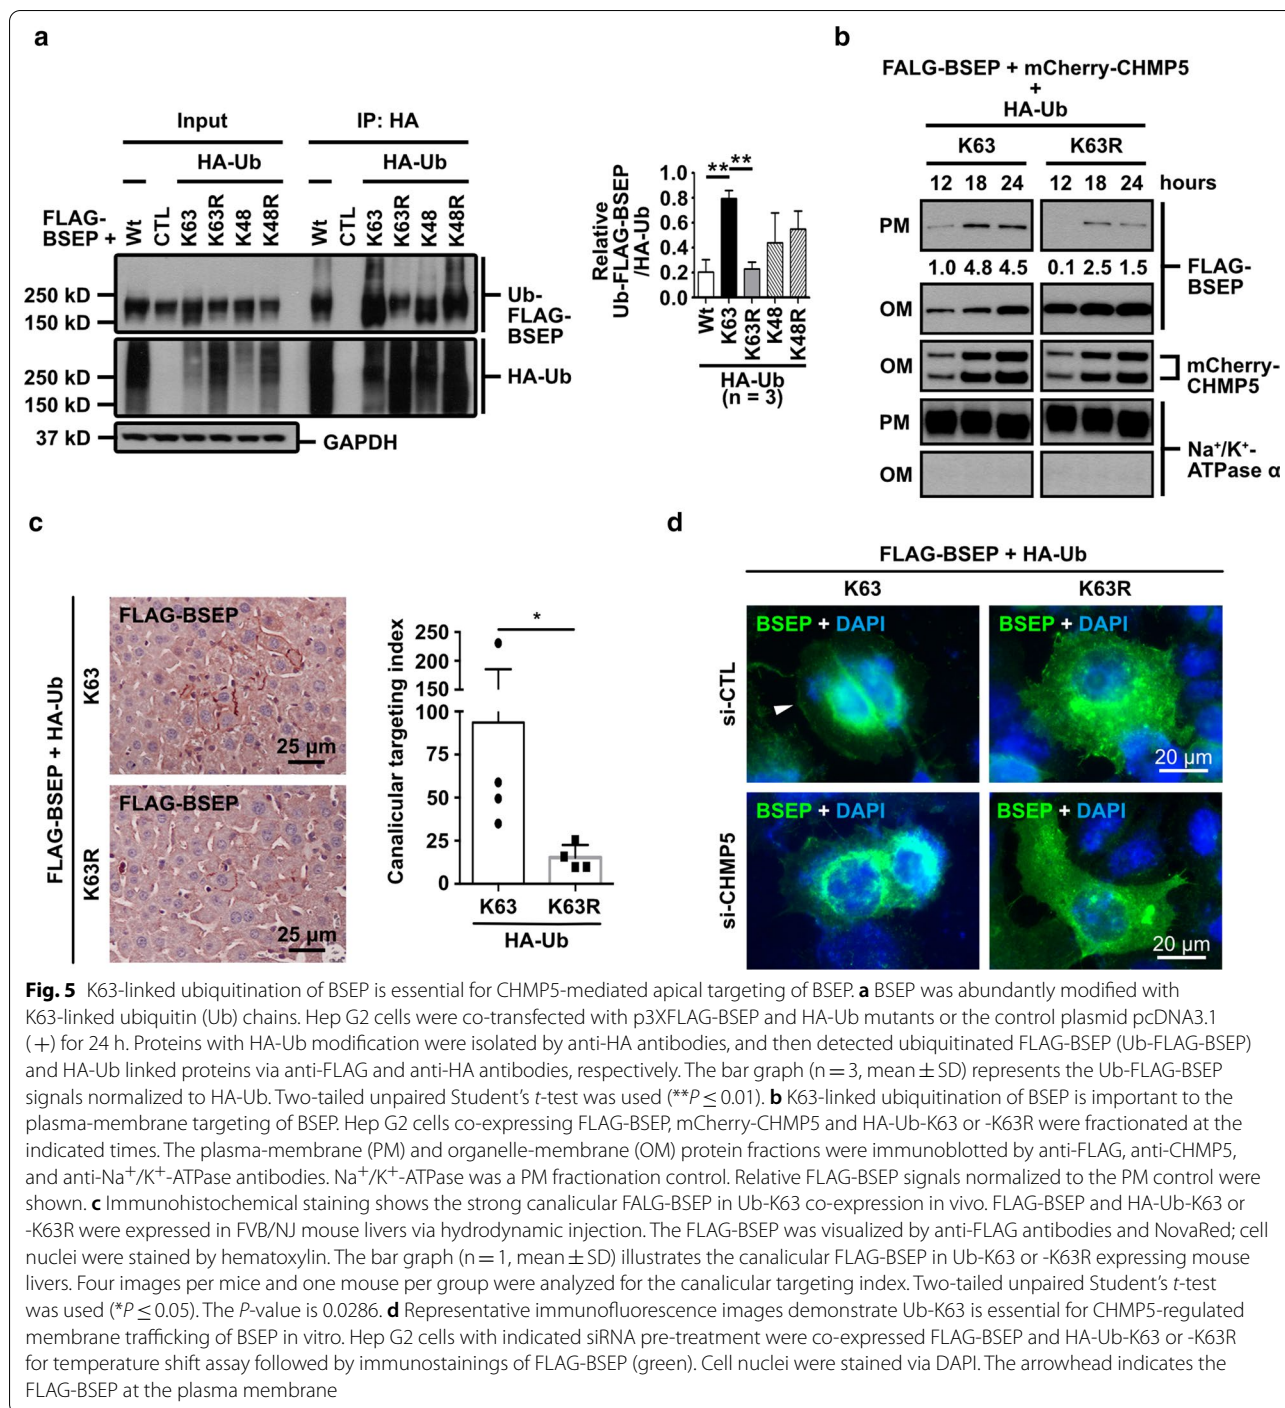 a
Input
IP: HA
HA-Ub
HA-Ub
FLAG-
BSEP +
Wt
CTL
K63
K63R
K48
K48R
Wt
CTL
K63
K63R
K48
K48R
250 kD
150 kD
Ub-
FLAG-
BSEP
250 kD
150 kD
HA-Ub
37 kD
GAPDH
Relative
Ub-FLAG-BSEP
/HA-Ub
** **
1.0
0.8
0.6
0.4
0.2
0.0
Wt
K63
K63R
K48
K48R
HA-Ub
(n = 3)
b
FALG-BSEP + mCherry-CHMP5
+
HA-Ub
K63 K63R
12 18 24 12 18 24 hours
PM
1.0 4.8 4.5 0.1 2.5 1.5
FLAG-
BSEP
OM
OM
mCherry-
CHMP5
PM
Na⁺/K⁺-
ATPase α
OM
c
FLAG-BSEP + HA-Ub
K63
FLAG-BSEP
25 µm
K63R
FLAG-BSEP
25 µm
Canalicular targeting index
*
250
200
150
100
75
50
25
0
K63 K63R
HA-Ub
d
FLAG-BSEP + HA-Ub
K63 K63R
si-CTL
BSEP + DAPI
BSEP + DAPI
20 µm
si-CHMP5
BSEP + DAPI
BSEP + DAPI
20 µm
Fig. 5 K63-linked ubiquitination of BSEP is essential for CHMP5-mediated apical targeting of BSEP. a BSEP was abundantly modified with
K63-linked ubiquitin (Ub) chains. Hep G2 cells were co-transfected with p3XFLAG-BSEP and HA-Ub mutants or the control plasmid pcDNA3.1
(+) for 24 h. Proteins with HA-Ub modification were isolated by anti-HA antibodies, and then detected ubiquitinated FLAG-BSEP (Ub-FLAG-BSEP)
and HA-Ub linked proteins via anti-FLAG and anti-HA antibodies, respectively. The bar graph (n = 3, mean ± SD) represents the Ub-FLAG-BSEP
signals normalized to HA-Ub. Two-tailed unpaired Student's t-test was used (**P ≤ 0.01). b K63-linked ubiquitination of BSEP is important to the
plasma-membrane targeting of BSEP. Hep G2 cells co-expressing FLAG-BSEP, mCherry-CHMP5 and HA-Ub-K63 or -K63R were fractionated at the
indicated times. The plasma-membrane (PM) and organelle-membrane (OM) protein fractions were immunoblotted by anti-FLAG, anti-CHMP5,
and anti-Na⁺/K⁺-ATPase antibodies. Na⁺/K⁺-ATPase was a PM fractionation control. Relative FLAG-BSEP signals normalized to the PM control were
shown. c Immunohistochemical staining shows the strong canalicular FALG-BSEP in Ub-K63 co-expression in vivo. FLAG-BSEP and HA-Ub-K63 or
-K63R were expressed in FVB/NJ mouse livers via hydrodynamic injection. The FLAG-BSEP was visualized by anti-FLAG antibodies and NovaRed; cell
nuclei were stained by hematoxylin. The bar graph (n = 1, mean ± SD) illustrates the canalicular FLAG-BSEP in Ub-K63 or -K63R expressing mouse
livers. Four images per mice and one mouse per group were analyzed for the canalicular targeting index. Two-tailed unpaired Student's t-test
was used (*P ≤ 0.05). The P-value is 0.0286. d Representative immunofluorescence images demonstrate Ub-K63 is essential for CHMP5-regulated
membrane trafficking of BSEP in vitro. Hep G2 cells with indicated siRNA pre-treatment were co-expressed FLAG-BSEP and HA-Ub-K63 or -K63R
for temperature shift assay followed by immunostainings of FLAG-BSEP (green). Cell nuclei were stained via DAPI. The arrowhead indicates the
FLAG-BSEP at the plasma membrane